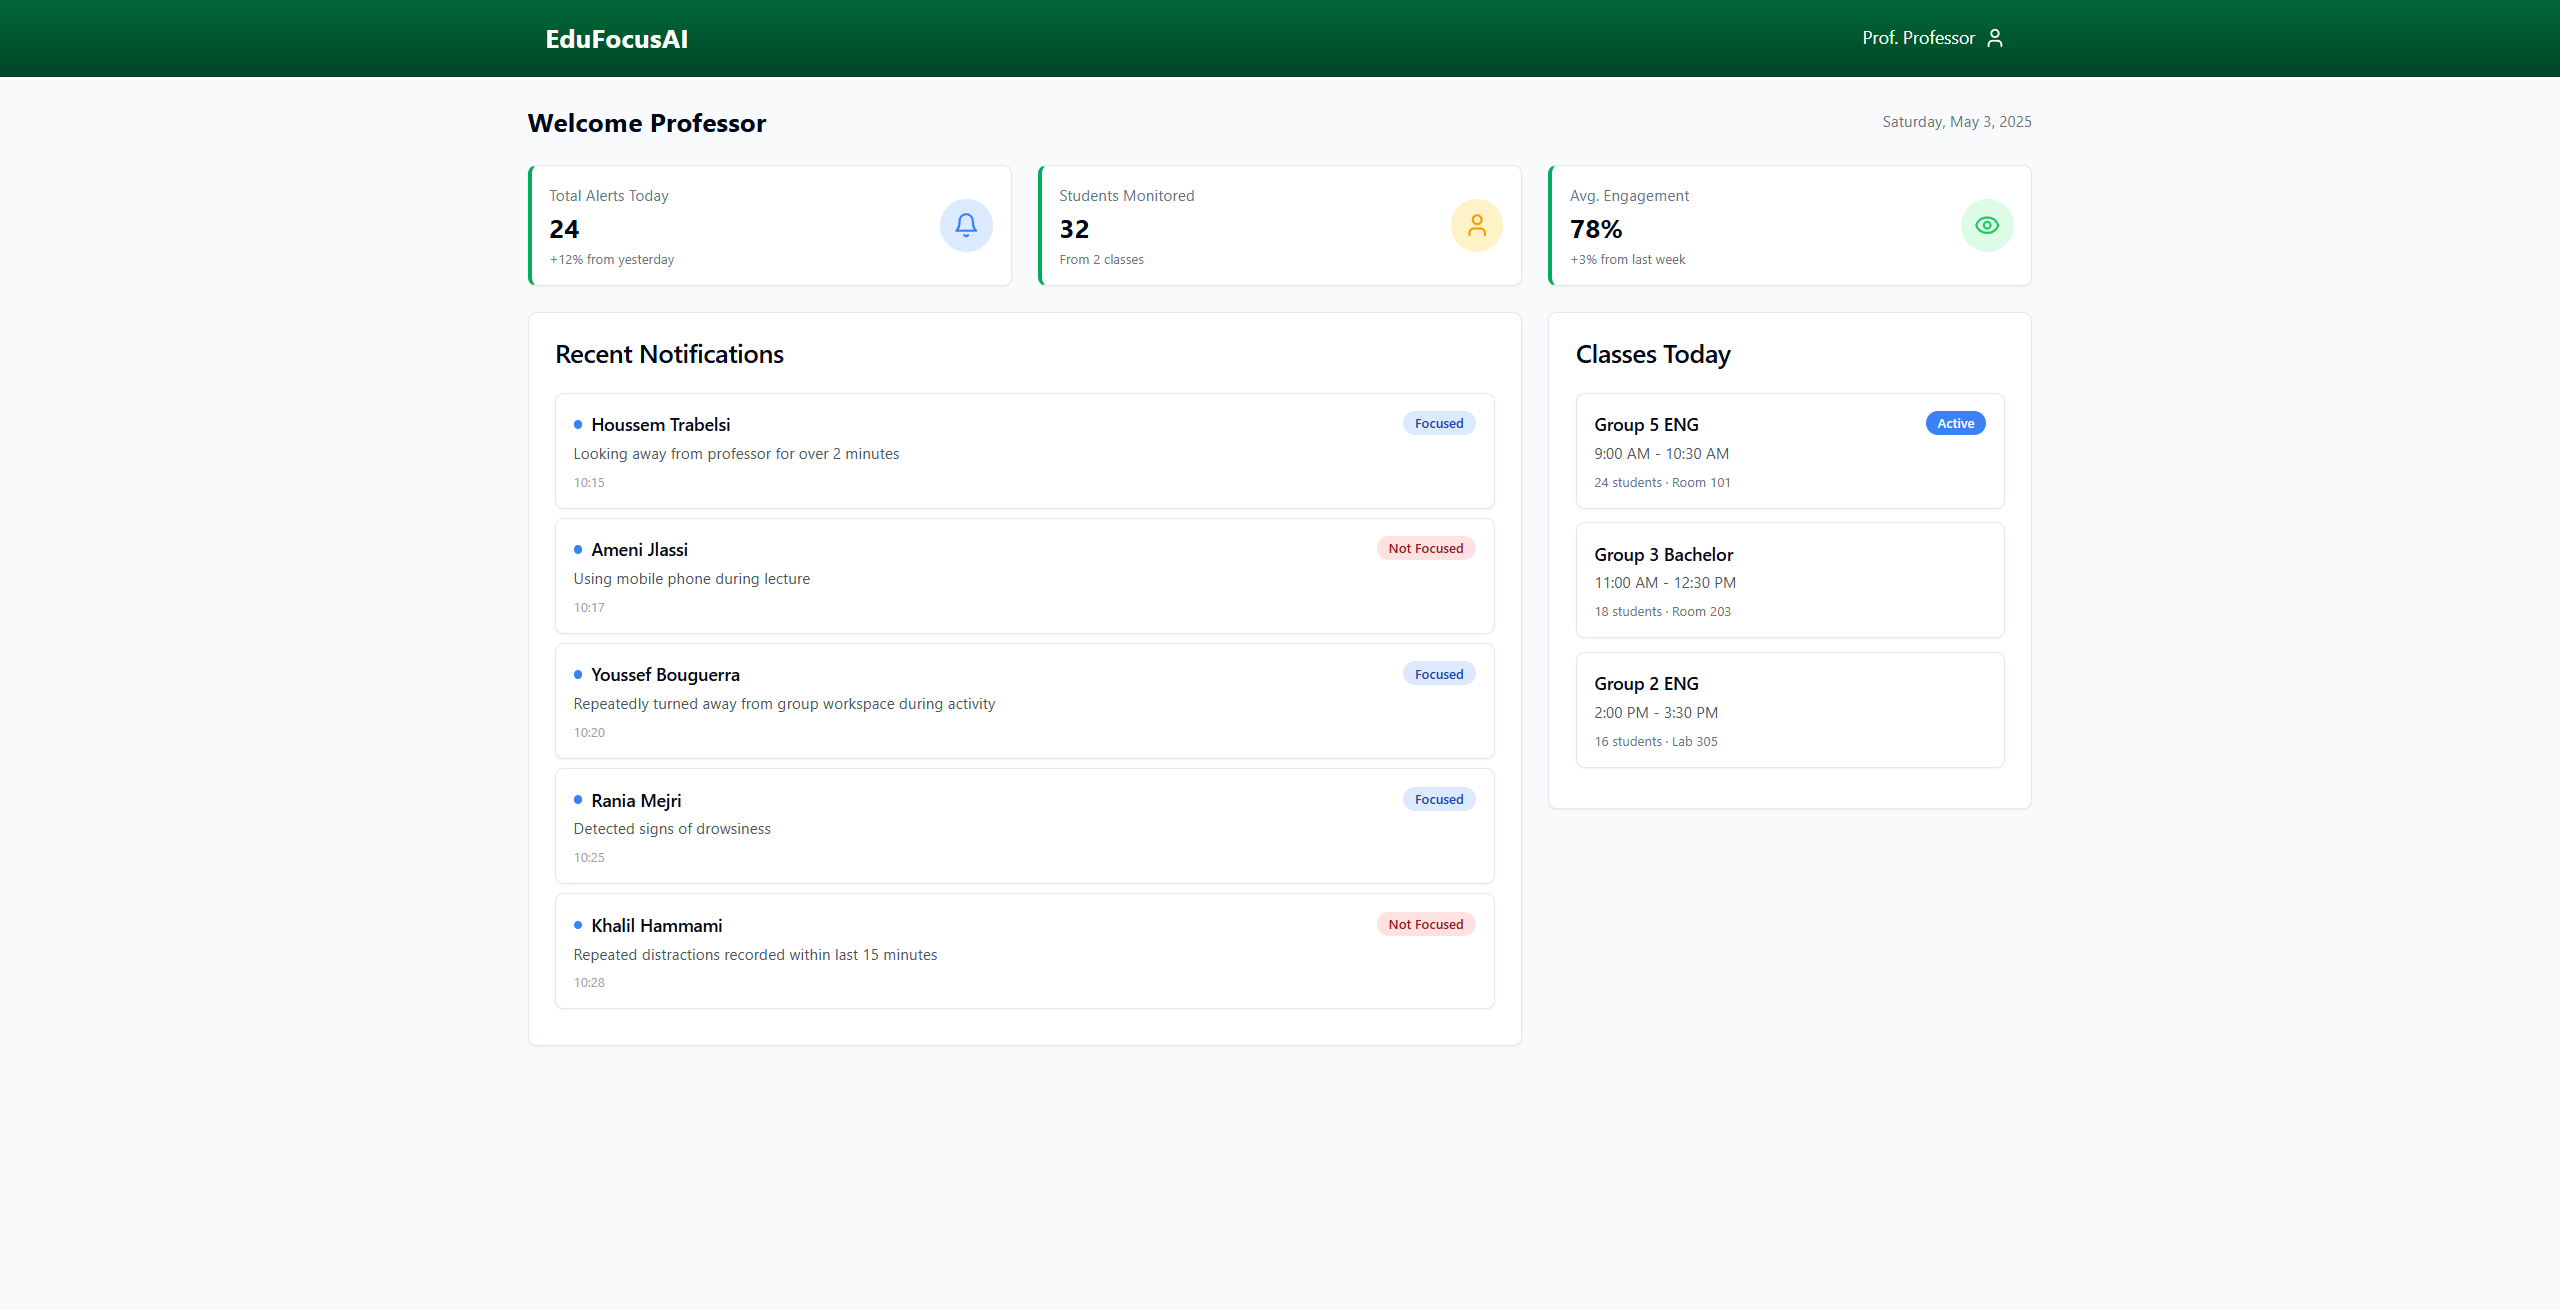 EduFocusAI
Prof. Professor
Welcome Professor
Saturday, May 3, 2025
Total Alerts Today
24
+12% from yesterday
Students Monitored
32
From 2 classes
Avg. Engagement
78%
+3% from last week
Recent Notifications
Houssem Trabelsi
Focused
Looking away from professor for over 2 minutes
10:15
Ameni Jlassi
Not Focused
Using mobile phone during lecture
10:17
Youssef Bouguerra
Focused
Repeatedly turned away from group workspace during activity
10:20
Rania Mejri
Focused
Detected signs of drowsiness
10:25
Khalil Hammami
Not Focused
Repeated distractions recorded within last 15 minutes
10:28
Classes Today
Group 5 ENG
Active
9:00 AM - 10:30 AM
24 students · Room 101
Group 3 Bachelor
11:00 AM - 12:30 PM
18 students · Room 203
Group 2 ENG
2:00 PM - 3:30 PM
16 students · Lab 305